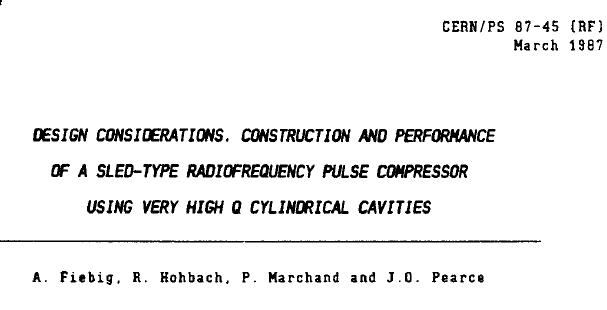 CERN/PS 87-45 (RF)
March 1987
DESIGN CONSIDERATIONS, CONSTRUCTION AND PERFORMANCE
OF A SLED-TYPE RADIOFREQUENCY PULSE COMPRESSOR
USING VERY HIGH Q CYLINDRICAL CAVITIES
A. Fiebig, R. Hohbach, P. Marchand and J.O. Pearce